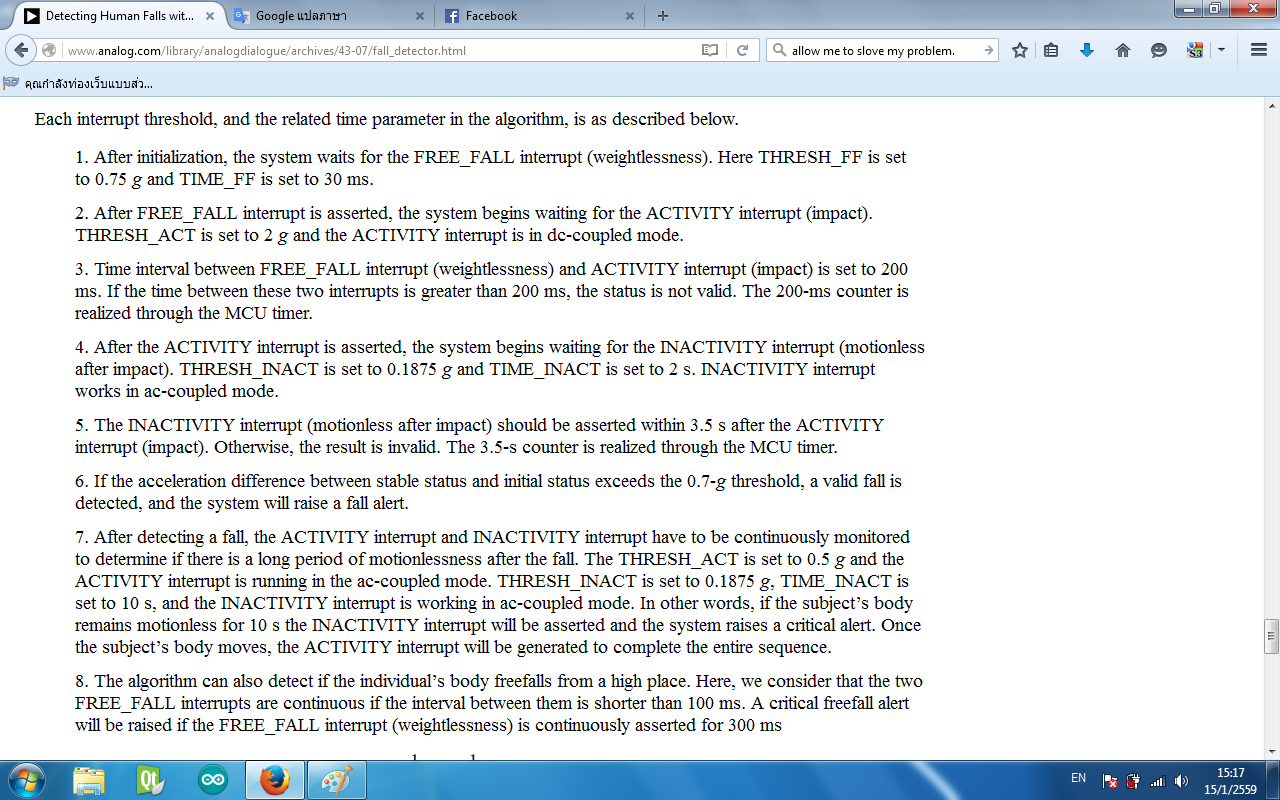 Detecting Human Falls wit...
Google แปลภาษา
Facebook
www.analog.com/library/analogdialogue/archives/43-07/fall_detector.html
allow me to slove my problem.
คุณกำลังท่องเว็บแบบส่ว...
Each interrupt threshold, and the related time parameter in the algorithm, is as described below.
1. After initialization, the system waits for the FREE_FALL interrupt (weightlessness). Here THRESH_FF is set
to 0.75 g and TIME_FF is set to 30 ms.
2. After FREE_FALL interrupt is asserted, the system begins waiting for the ACTIVITY interrupt (impact).
THRESH_ACT is set to 2 g and the ACTIVITY interrupt is in dc-coupled mode.
3. Time interval between FREE_FALL interrupt (weightlessness) and ACTIVITY interrupt (impact) is set to 200
ms. If the time between these two interrupts is greater than 200 ms, the status is not valid. The 200-ms counter is
realized through the MCU timer.
4. After the ACTIVITY interrupt is asserted, the system begins waiting for the INACTIVITY interrupt (motionless
after impact). THRESH_INACT is set to 0.1875 g and TIME_INACT is set to 2 s. INACTIVITY interrupt
works in ac-coupled mode.
5. The INACTIVITY interrupt (motionless after impact) should be asserted within 3.5 s after the ACTIVITY
interrupt (impact). Otherwise, the result is invalid. The 3.5-s counter is realized through the MCU timer.
6. If the acceleration difference between stable status and initial status exceeds the 0.7-g threshold, a valid fall is
detected, and the system will raise a fall alert.
7. After detecting a fall, the ACTIVITY interrupt and INACTIVITY interrupt have to be continuously monitored
to determine if there is a long period of motionlessness after the fall. The THRESH_ACT is set to 0.5 g and the
ACTIVITY interrupt is running in the ac-coupled mode. THRESH_INACT is set to 0.1875 g, TIME_INACT is
set to 10 s, and the INACTIVITY interrupt is working in ac-coupled mode. In other words, if the subject's body
remains motionless for 10 s the INACTIVITY interrupt will be asserted and the system raises a critical alert. Once
the subject's body moves, the ACTIVITY interrupt will be generated to complete the entire sequence.
8. The algorithm can also detect if the individual's body freefalls from a high place. Here, we consider that the two
FREE_FALL interrupts are continuous if the interval between them is shorter than 100 ms. A critical freefall alert
will be raised if the FREE_FALL interrupt (weightlessness) is continuously asserted for 300 ms
Qt
EN
15:17
15/1/2559